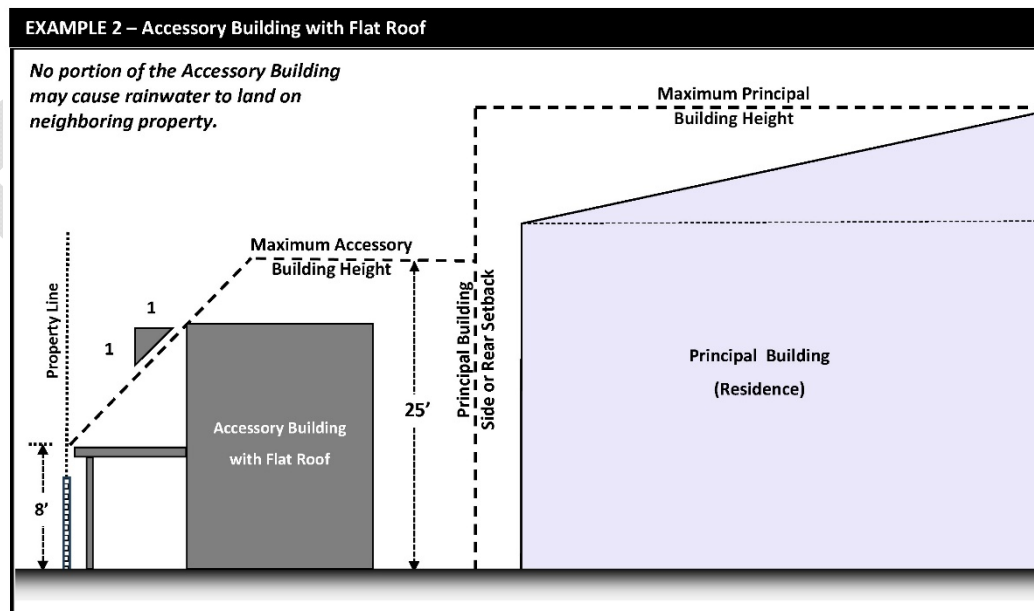 EXAMPLE 2 – Accessory Building with Flat Roof
No portion of the Accessory Building
may cause rainwater to land on
neighboring property.
Maximum Principal
Building Height
Maximum Accessory
Building Height
Property Line
1
1
8’
Accessory Building
with Flat Roof
25’
Principal Building
Side or Rear Setback
Principal Building
(Residence)